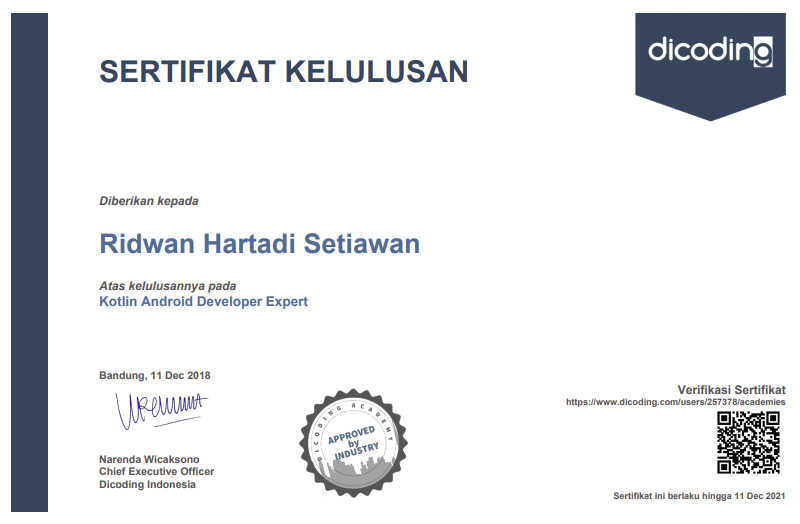 dicoding
SERTIFIKAT KELULUSAN
Diberikan kepada
Ridwan Hartadi Setiawan
Atas kelulusannya pada
Kotlin Android Developer Expert
Bandung, 11 Dec 2018
Narenda Wicaksono
Chief Executive Officer
Dicoding Indonesia
DICODING ACADEMY
APPROVED
by
INDUSTRY
Verifikasi Sertifikat
https://www.dicoding.com/users/257378/academies
Sertifikat ini berlaku hingga 11 Dec 2021